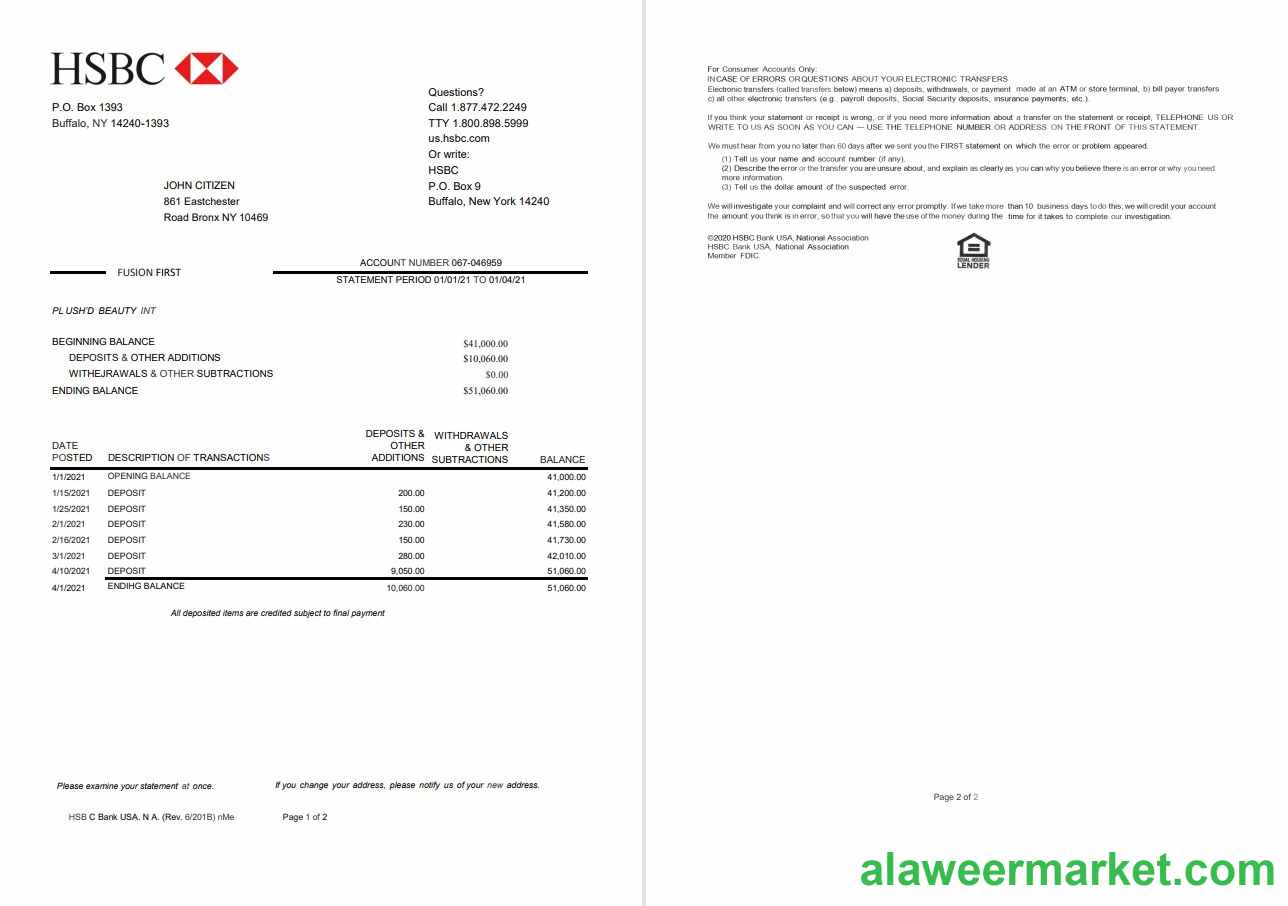 HSBC
P.O. Box 1393
Buffalo, NY 14240-1393
Questions?
Call 1.877.472.2249
TTY 1.800.898.5999
us.hsbc.com
Or write:
HSBC
P.O. Box 9
Buffalo, New York 14240
JOHN CITIZEN
861 Eastchester
Road Bronx NY 10469
ACCOUNT NUMBER 067-046959
FUSION FIRST
STATEMENT PERIOD 01/01/21 TO 01/04/21
PLUSH'D BEAUTY INT
BEGINNING BALANCE $41,000.00
DEPOSITS & OTHER ADDITIONS $10,060.00
WITHEJRAWALS & OTHER SUBTRACTIONS $0.00
ENDING BALANCE $51,060.00
DATE POSTED DESCRIPTION OF TRANSACTIONS DEPOSITS & OTHER ADDITIONS WITHDRAWALS & OTHER SUBTRACTIONS BALANCE
1/1/2021 OPENING BALANCE 41,000.00
1/15/2021 DEPOSIT 200.00 41,200.00
1/25/2021 DEPOSIT 150.00 41,350.00
2/1/2021 DEPOSIT 230.00 41,580.00
2/16/2021 DEPOSIT 150.00 41,730.00
3/1/2021 DEPOSIT 280.00 42,010.00
4/10/2021 DEPOSIT 9,050.00 51,060.00
4/1/2021 ENDIHG BALANCE 10,060.00 51,060.00
All deposited items are credited subject to final payment
Please examine your statement at once. If you change your address, please notify us of your new address.
HSB C Bank USA. N A. (Rev. 6/201B) nMe Page 1 of 2
For Consumer Accounts Only:
IN CASE OF ERRORS OR QUESTIONS ABOUT YOUR ELECTRONIC TRANSFERS
Electronic transfers (called transfers below) means a) deposits, withdrawals, or payment made at an ATM or store terminal, b) bill payer transfers
c) all other electronic transfers (e.g., payroll deposits, Social Security deposits, insurance payments, etc.).
If you think your statement or receipt is wrong, or if you need more information about a transfer on the statement or receipt, TELEPHONE US OR
WRITE TO US AS SOON AS YOU CAN — USE THE TELEPHONE NUMBER OR ADDRESS ON THE FRONT OF THIS STATEMENT.
We must hear from you no later than 60 days after we sent you the FIRST statement on which the error or problem appeared.
(1) Tell us your name and account number (if any).
(2) Describe the error or the transfer you are unsure about, and explain as clearly as you can why you believe there is an error or why you need
more information.
(3) Tell us the dollar amount of the suspected error.
We will investigate your complaint and will correct any error promptly. If we take more than 10 business days to do this; we will credit your account
the amount you think is in error, so that you will have the use of the money during the time for it takes to complete our investigation.
©2020 HSBC Bank USA, National Association
HSBC Bank USA, National Association
Member FDIC.
EQUAL HOUSING
LENDER
Page 2 of 2
alaweermarket.com